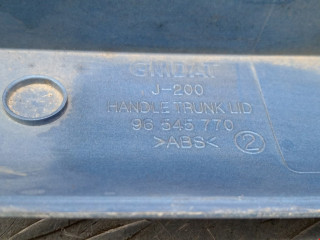 GMDAT
J-200
HANDLE TRUNK LID
96 545 770
>ABS< 2